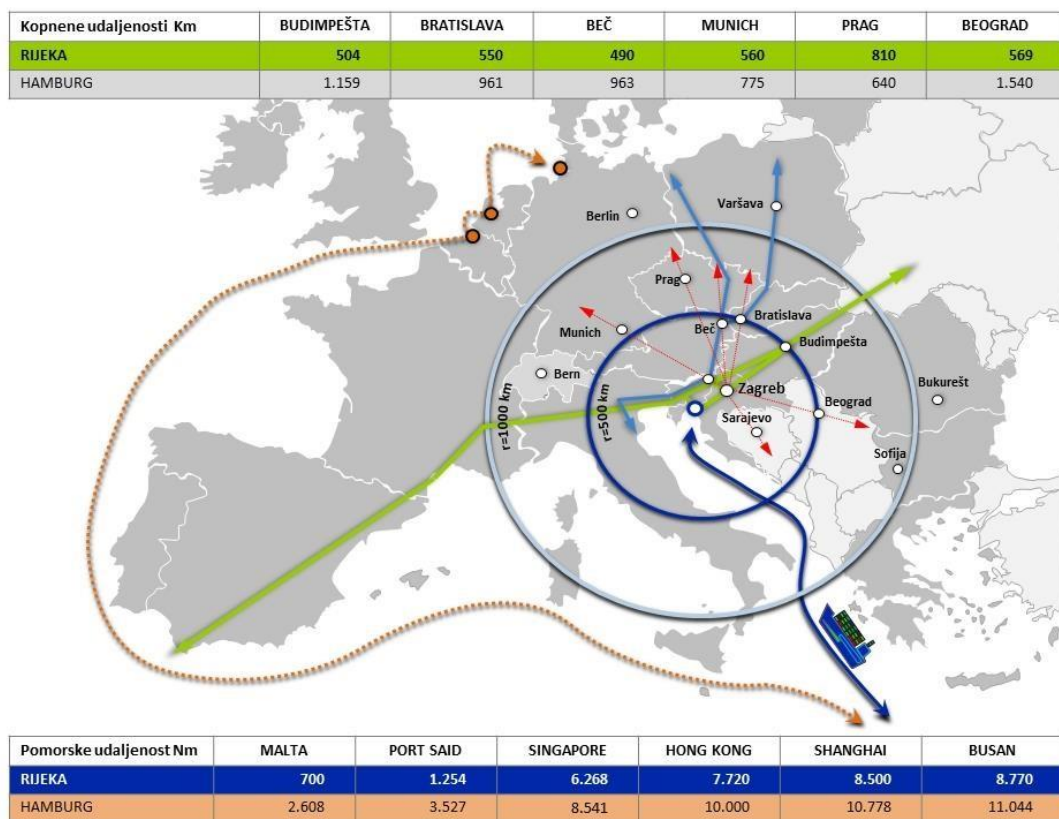 Kopnene udaljenosti Km BUDIMPEŠTA BRATISLAVA BEČ MUNICH PRAG BEOGRAD
RIJEKA 504 550 490 560 810 569
HAMBURG 1.159 961 963 775 640 1.540
Varšava
Berlin
Prag
Bratislava
Munich
Beč
Budimpešta
Bern
Zagreb
Bukurešt
r=1000 km
r=500 km
Beograd
Sarajevo
Sofija
Pomorske udaljenost Nm MALTA PORT SAID SINGAPORE HONG KONG SHANGHAI BUSAN
RIJEKA 700 1.254 6.268 7.720 8.500 8.770
HAMBURG 2.608 3.527 8.541 10.000 10.778 11.044